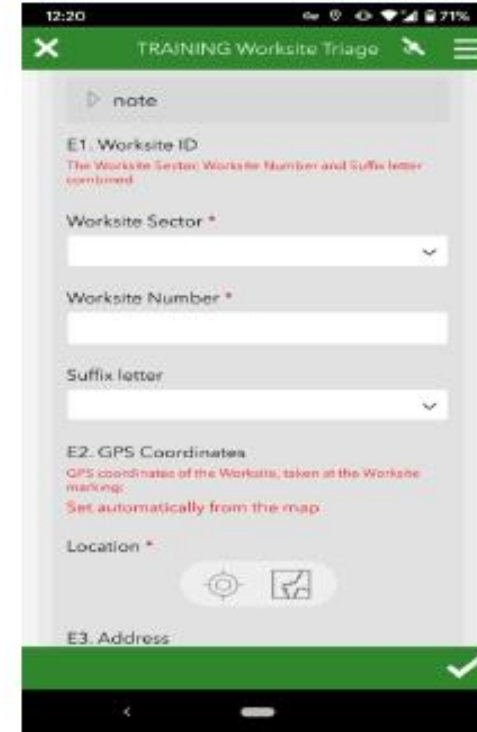 12:20
71%
TRAINING Worksite Triage
note
E1. Worksite ID
The Worksite Sector, Worksite Number and Suffix letter
combined
Worksite Sector *
Worksite Number *
Suffix letter
E2. GPS Coordinates
GPS coordinates of the Worksite, taken at the Worksite
marking;
Set automatically from the map
Location *
E3. Address